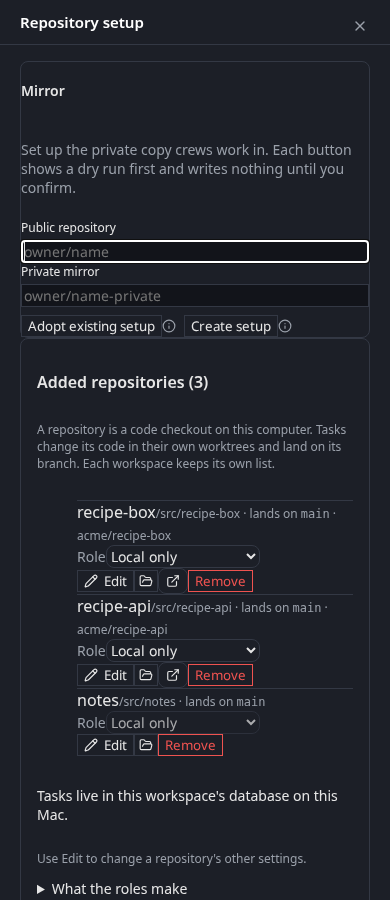 Repository setup
Mirror
Set up the private copy crews work in. Each button
shows a dry run first and writes nothing until you
confirm.
Public repository
owner/name
Private mirror
owner/name-private
Adopt existing setup Create setup
Added repositories (3)
A repository is a code checkout on this computer. Tasks
change its code in their own worktrees and land on its
branch. Each workspace keeps its own list.
recipe-box/src/recipe-box · lands on main ·
acme/recipe-box
Role Local only
Edit Remove
recipe-api/src/recipe-api · lands on main ·
acme/recipe-api
Role Local only
Edit Remove
notes/src/notes · lands on main
Role Local only
Edit Remove
Tasks live in this workspace's database on this
Mac.
Use Edit to change a repository's other settings.
What the roles make